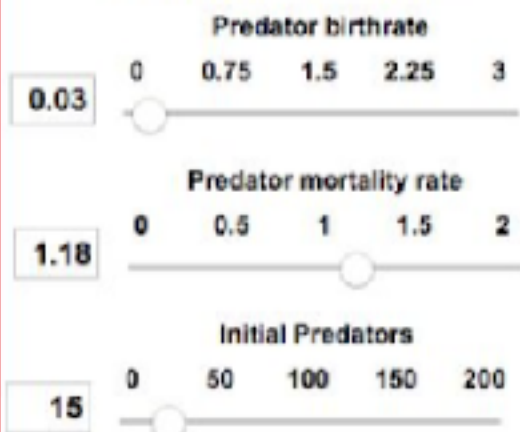 Predator birthrate
0 0.75 1.5 2.25 3
0.03
Predator mortality rate
0 0.5 1 1.5 2
1.18
Initial Predators
0 50 100 150 200
15